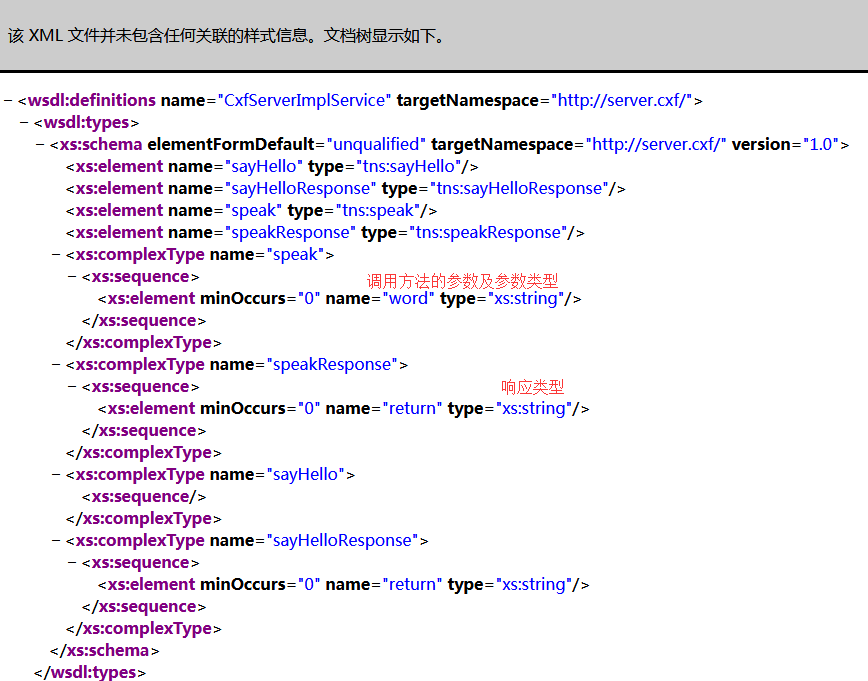 该 XML 文件并未包含任何关联的样式信息。文档树显示如下。
− <wsdl:definitions name="CxfServerImplService" targetNamespace="http://server.cxf/">
− <wsdl:types>
− <xs:schema elementFormDefault="unqualified" targetNamespace="http://server.cxf/" version="1.0">
<xs:element name="sayHello" type="tns:sayHello"/>
<xs:element name="sayHelloResponse" type="tns:sayHelloResponse"/>
<xs:element name="speak" type="tns:speak"/>
<xs:element name="speakResponse" type="tns:speakResponse"/>
− <xs:complexType name="speak">
− <xs:sequence>
调用方法的参数及参数类型
<xs:element minOccurs="0" name="word" type="xs:string"/>
</xs:sequence>
</xs:complexType>
− <xs:complexType name="speakResponse">
− <xs:sequence>
响应类型
<xs:element minOccurs="0" name="return" type="xs:string"/>
</xs:sequence>
</xs:complexType>
− <xs:complexType name="sayHello">
<xs:sequence/>
</xs:complexType>
− <xs:complexType name="sayHelloResponse">
− <xs:sequence>
<xs:element minOccurs="0" name="return" type="xs:string"/>
</xs:sequence>
</xs:complexType>
</xs:schema>
</wsdl:types>